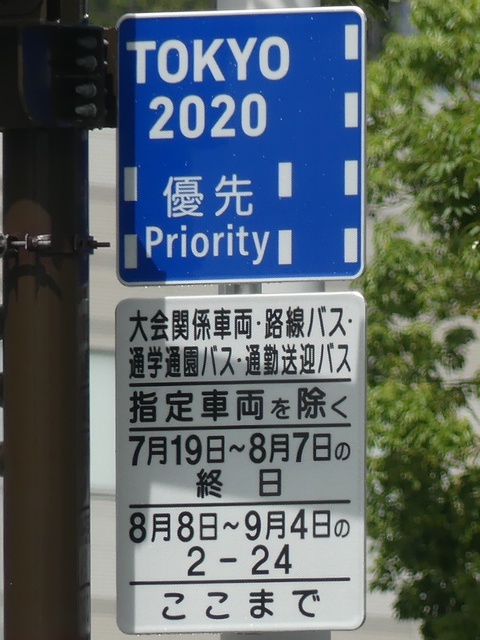 TOKYO
2020
優先
Priority
大会関係車両・路線バス・
通学通園バス・通勤送迎バス
指定車両を除く
7月19日~8月7日の
終日
8月8日~9月4日の
2-24
ここまで